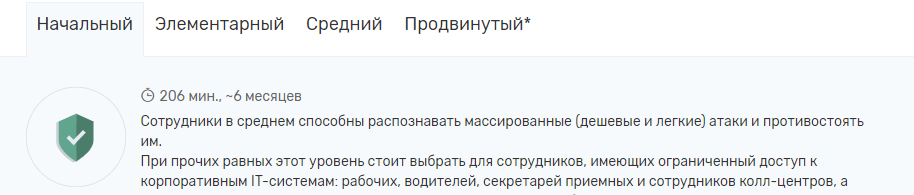 Начальный Элементарный Средний Продвинутый*
206 мин., ~6 месяцев
Сотрудники в среднем способны распознавать массированные (дешевые и легкие) атаки и противостоять
им.
При прочих равных этот уровень стоит выбрать для сотрудников, имеющих ограниченный доступ к
корпоративным IT-системам: рабочих, водителей, секретарей приемных и сотрудников колл-центров, а